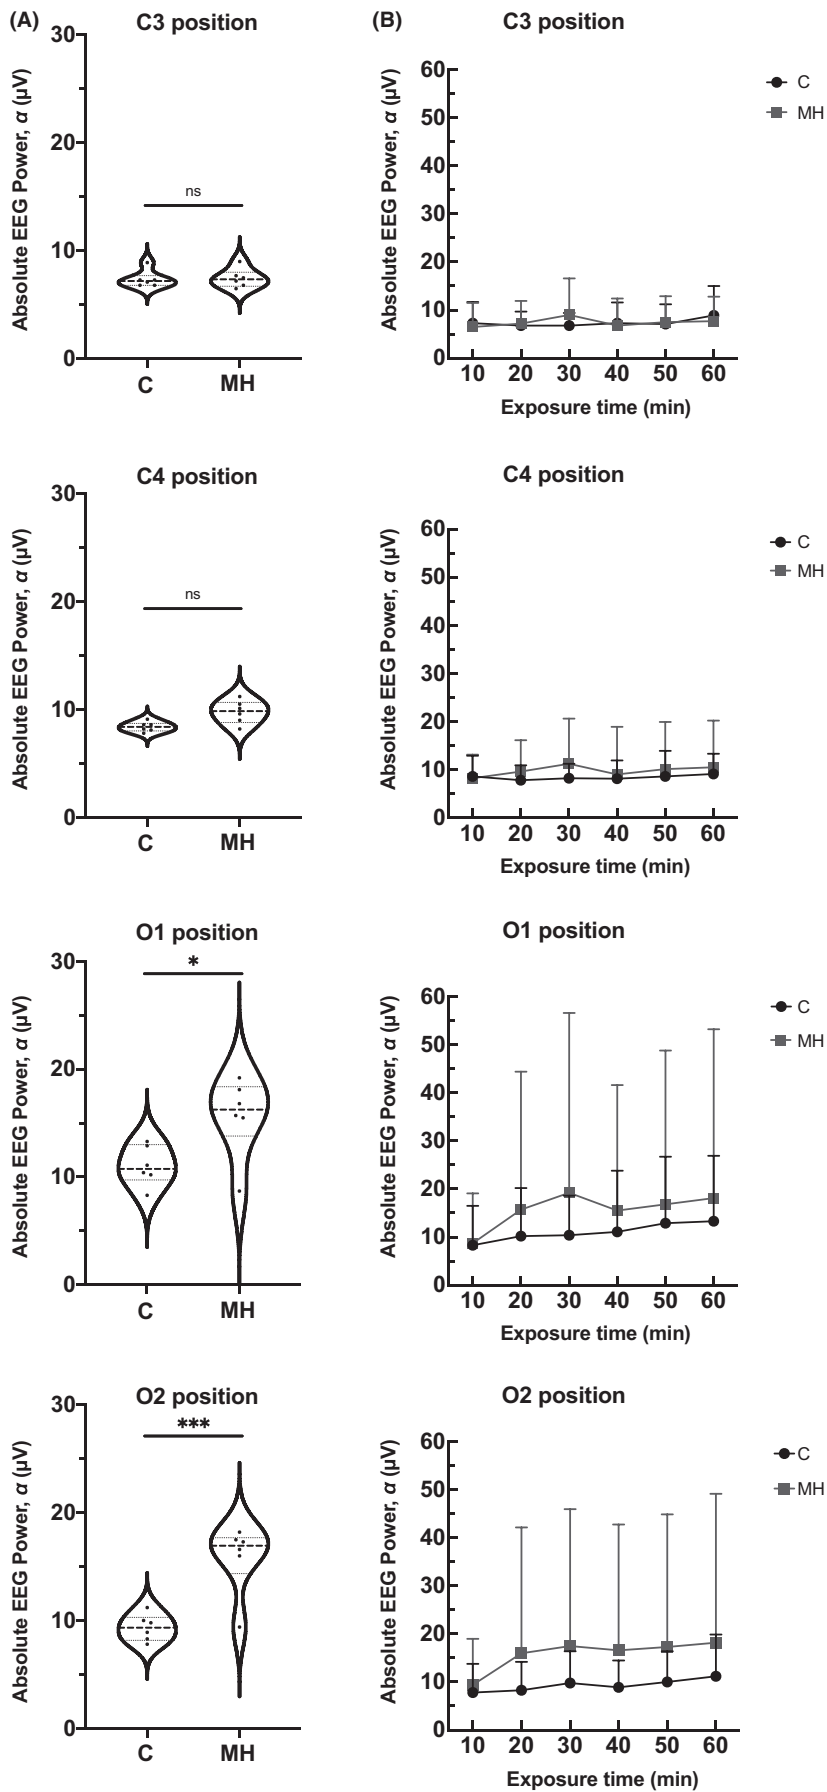 (A) C3 position
Absolute EEG Power, α (µV)
30
20
10
0
ns
C MH
(B) C3 position
Absolute EEG Power, α (µV)
60
50
40
30
20
10
0
10 20 30 40 50 60
Exposure time (min)
C
MH
C4 position
Absolute EEG Power, α (µV)
30
20
10
0
ns
C MH
C4 position
Absolute EEG Power, α (µV)
60
50
40
30
20
10
0
10 20 30 40 50 60
Exposure time (min)
C
MH
O1 position
Absolute EEG Power, α (µV)
30
20
10
0
*
C MH
O1 position
Absolute EEG Power, α (µV)
60
50
40
30
20
10
0
10 20 30 40 50 60
Exposure time (min)
C
MH
O2 position
Absolute EEG Power, α (µV)
30
20
10
0
***
C MH
O2 position
Absolute EEG Power, α (µV)
60
50
40
30
20
10
0
10 20 30 40 50 60
Exposure time (min)
C
MH